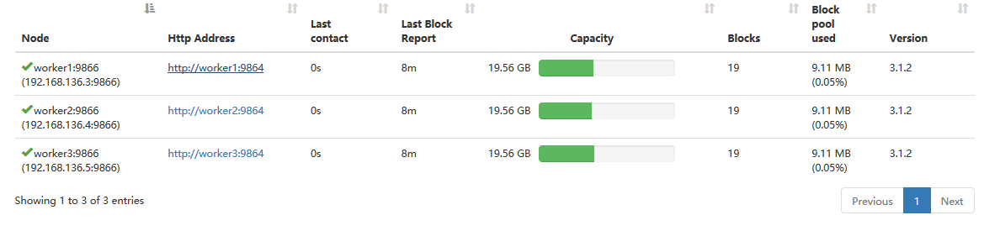 Node Http Address Last contact Last Block Report Capacity Blocks Block pool used Version
worker1:9866 http://worker1:9864 0s 8m 19.56 GB 19 9.11 MB 3.1.2
(192.168.136.3:9866) (0.05%)
worker2:9866 http://worker2:9864 0s 8m 19.56 GB 19 9.11 MB 3.1.2
(192.168.136.4:9866) (0.05%)
worker3:9866 http://worker3:9864 0s 8m 19.56 GB 19 9.11 MB 3.1.2
(192.168.136.5:9866) (0.05%)
Showing 1 to 3 of 3 entries Previous 1 Next